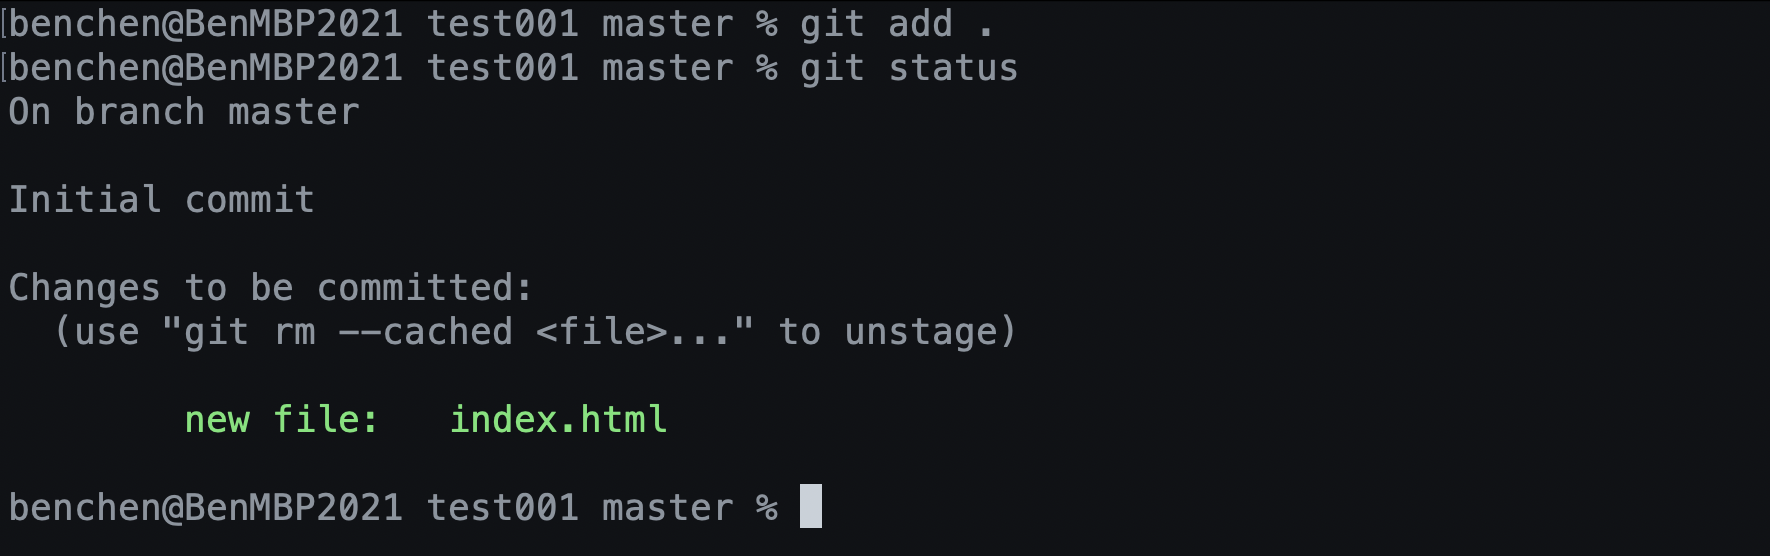 [benchen@BenMBP2021 test001 master % git add .
[benchen@BenMBP2021 test001 master % git status
On branch master
Initial commit
Changes to be committed:
  (use "git rm --cached <file>..." to unstage)
        new file:   index.html
benchen@BenMBP2021 test001 master %